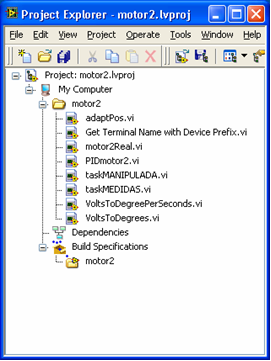 Project Explorer - motor2.lvproj
File Edit View Project Operate Tools Window Help
Project: motor2.lvproj
My Computer
motor2
adaptPos.vi
Get Terminal Name with Device Prefix.vi
motor2Real.vi
PIDmotor2.vi
taskMANIPULADA.vi
taskMEDIDAS.vi
VoltsToDegreePerSeconds.vi
VoltsToDegrees.vi
Dependencies
Build Specifications
motor2